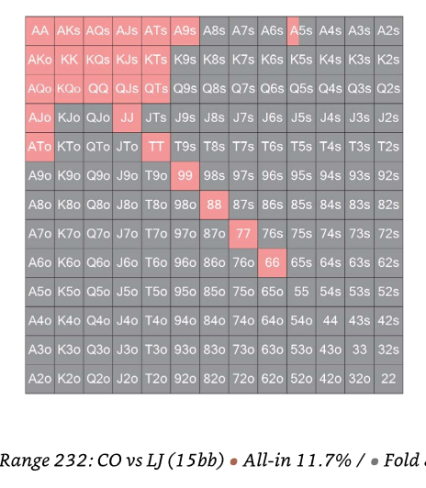 AA AKs AQs AJs ATs A9s A8s A7s A6s A5s A4s A3s A2s
AKo KK KQs KJs KTs K9s K8s K7s K6s K5s K4s K3s K2s
AQo KQo QQ QJs QTs Q9s Q8s Q7s Q6s Q5s Q4s Q3s Q2s
AJo KJo QJo JJ JTs J9s J8s J7s J6s J5s J4s J3s J2s
ATo KTo QTo JTo TT T9s T8s T7s T6s T5s T4s T3s T2s
A9o K9o Q9o J9o T9o 99 98s 97s 96s 95s 94s 93s 92s
A8o K8o Q8o J8o T8o 98o 88 87s 86s 85s 84s 83s 82s
A7o K7o Q7o J7o T7o 97o 87o 77 76s 75s 74s 73s 72s
A6o K6o Q6o J6o T6o 96o 86o 76o 66 65s 64s 63s 62s
A5o K5o Q5o J5o T5o 95o 85o 75o 65o 55 54s 53s 52s
A4o K4o Q4o J4o T4o 94o 84o 74o 64o 54o 44 43s 42s
A3o K3o Q3o J3o T3o 93o 83o 73o 63o 53o 43o 33 32s
A2o K2o Q2o J2o T2o 92o 82o 72o 62o 52o 42o 32o 22
Range 232: CO vs LJ (15bb) • All-in 11.7% / • Fold